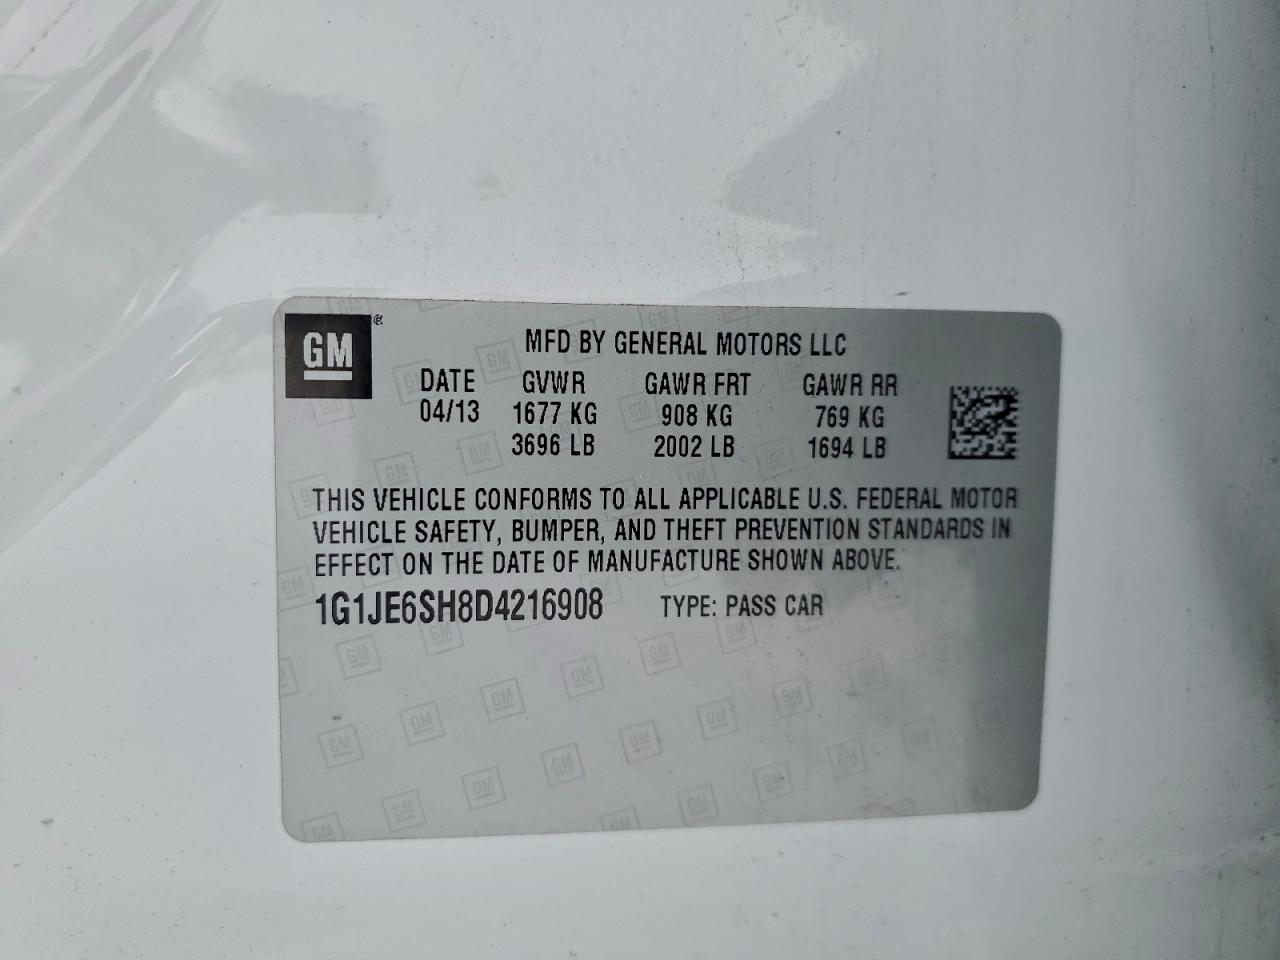 GM®
MFD BY GENERAL MOTORS LLC
DATE GVWR GAWR FRT GAWR RR
04/13 1677 KG 908 KG 769 KG
3696 LB 2002 LB 1694 LB
THIS VEHICLE CONFORMS TO ALL APPLICABLE U.S. FEDERAL MOTOR
VEHICLE SAFETY, BUMPER, AND THEFT PREVENTION STANDARDS IN
EFFECT ON THE DATE OF MANUFACTURE SHOWN ABOVE.
1G1JE6SH8D4216908 TYPE: PASS CAR